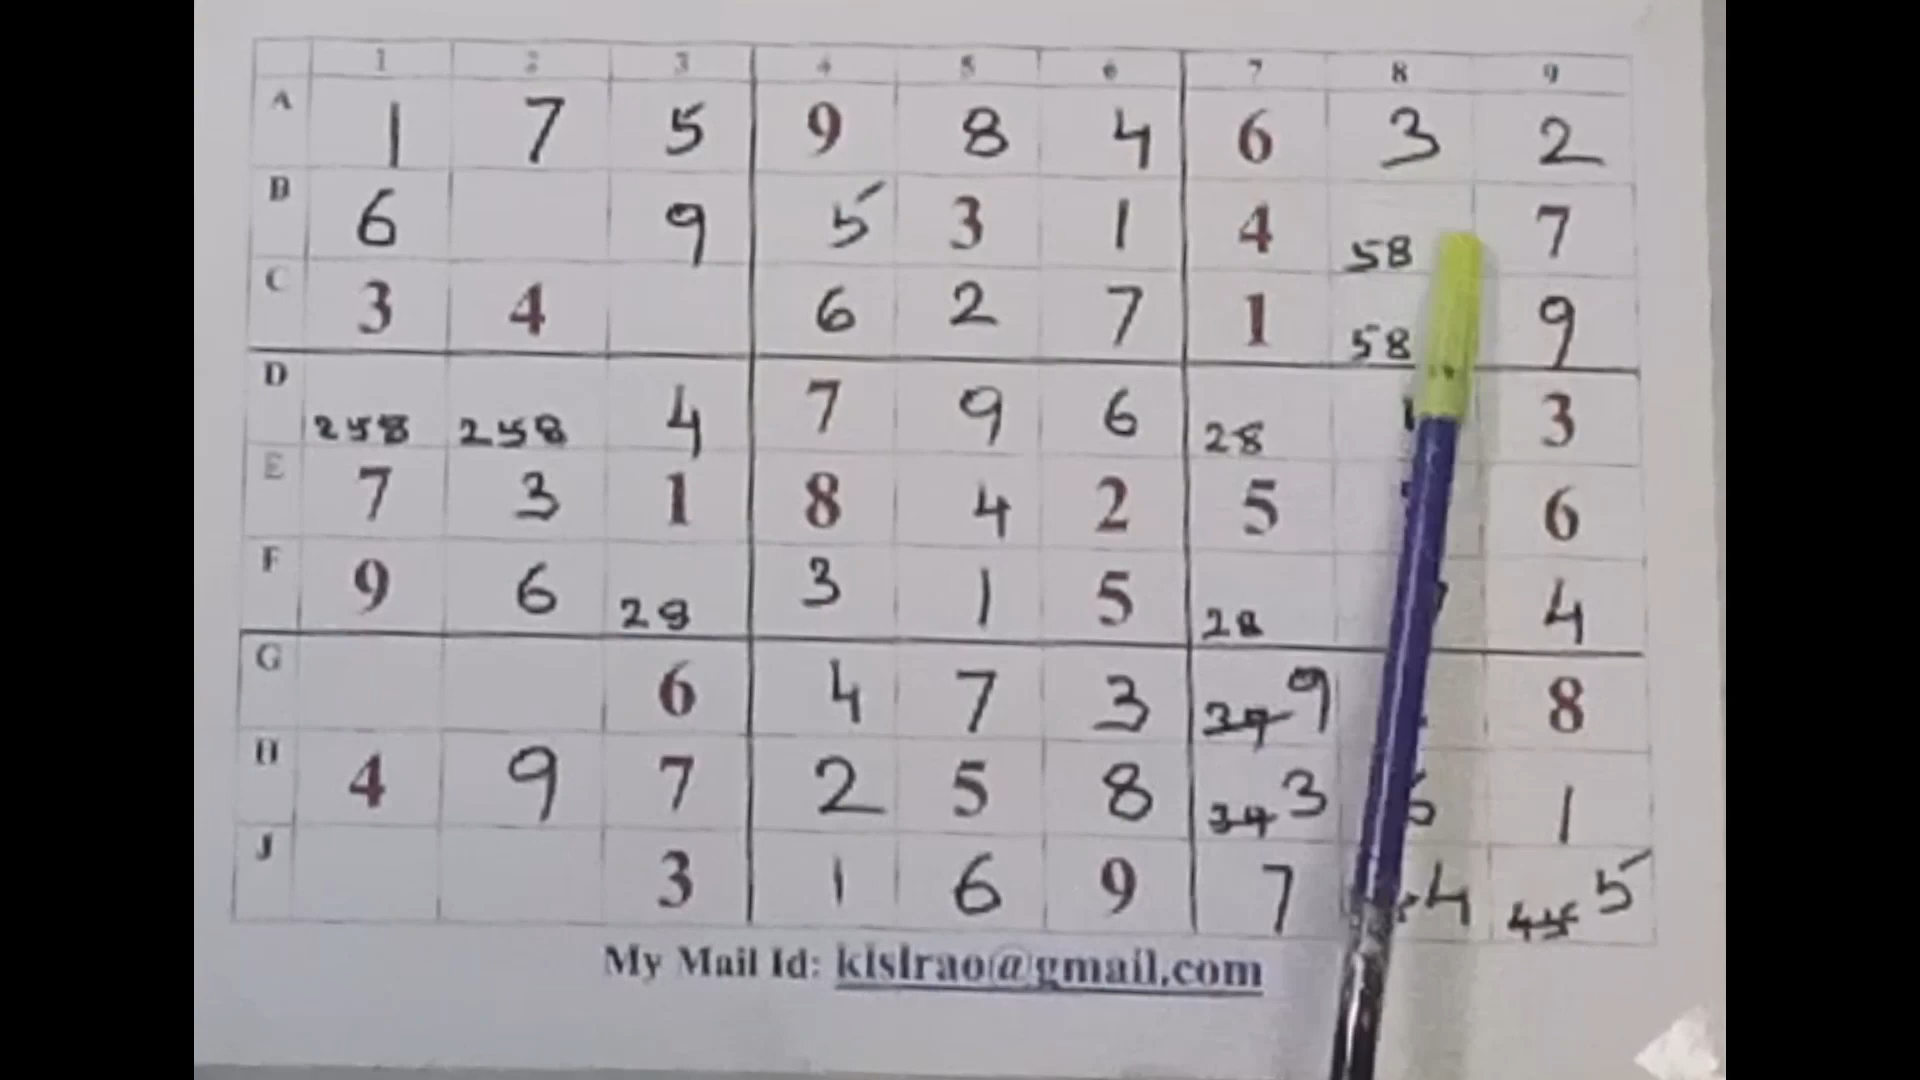 1 2 3 4 5 6 7 8 9
A 1 7 5 9 8 4 6 3 2
B 6 9 5 3 1 4 58 7
C 3 4 6 2 7 1 58 9
D 258 258 4 7 9 6 28 3
E 7 3 1 8 4 2 5 6
F 9 6 28 3 1 5 28 4
G 6 4 7 3 39 9 8
H 4 9 7 2 5 8 39 3 1
J 3 1 6 9 7 4 45 5
My Mail Id: kislrao@gmail.com